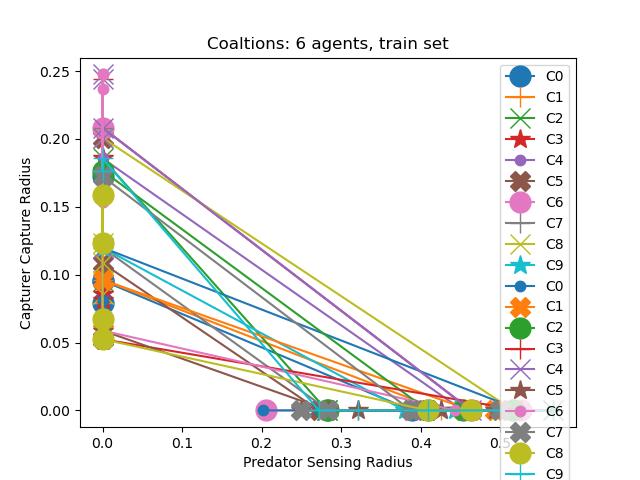 Coaltions: 6 agents, train set
Capturer Capture Radius
0.25
0.20
0.15
0.10
0.05
0.00
0.0 0.1 0.2 0.3 0.4 0.5
Predator Sensing Radius
C0
C1
C2
C3
C4
C5
C6
C7
C8
C9
C0
C1
C2
C3
C4
C5
C6
C7
C8
C9